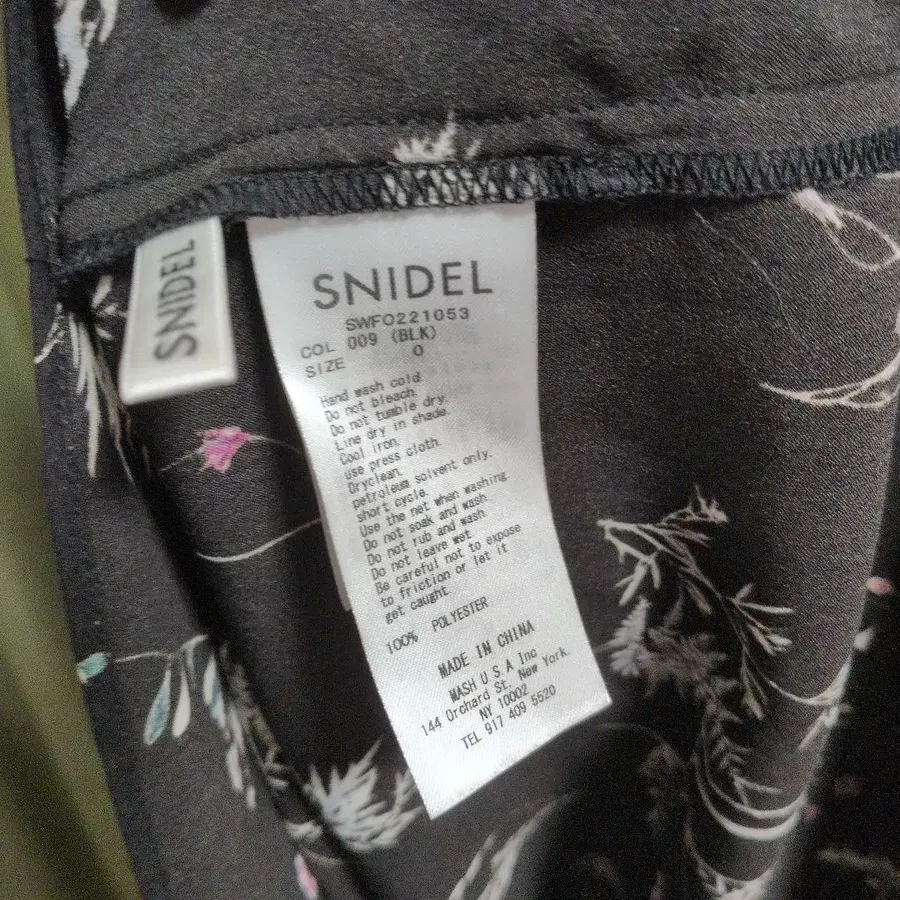 SNIDEL
SNIDEL
SWFO221053
COL 009 (BLK)
SIZE 0
Hand wash cold.
Do not bleach.
Do not tumble dry.
Line dry in shade.
Cool iron.
use press cloth.
Dryclean.
petroleum solvent only.
short cycle.
Use the net when washing.
Do not soak and wash.
Do not rub and wash.
Do not leave wet.
Be careful not to expose
to friction or let it
get caught.
100% POLYESTER
MADE IN CHINA
MASH U S A Inc
144 Orchard St. New York.
NY 10002
TEL 917 409 5520